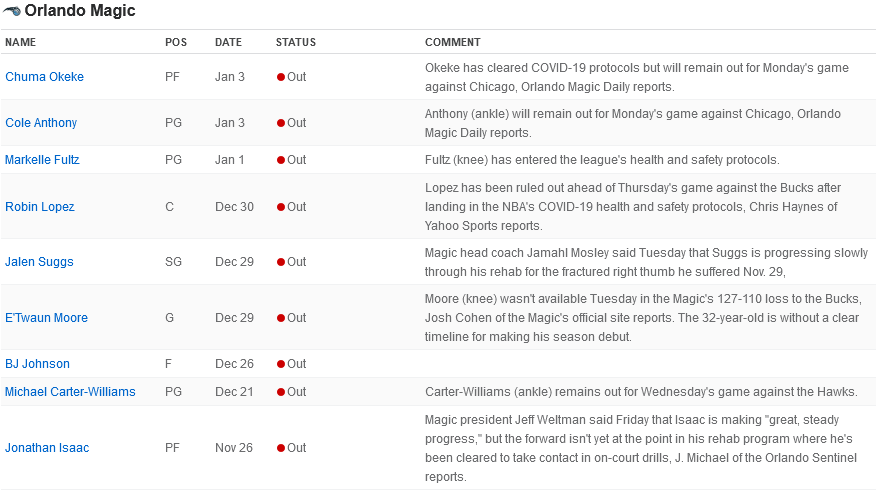 Orlando Magic
NAME POS DATE STATUS COMMENT
Chuma Okeke PF Jan 3 Out Okeke has cleared COVID-19 protocols but will remain out for Monday's game
against Chicago, Orlando Magic Daily reports.
Cole Anthony PG Jan 3 Out Anthony (ankle) will remain out for Monday's game against Chicago, Orlando
Magic Daily reports.
Markelle Fultz PG Jan 1 Out Fultz (knee) has entered the league's health and safety protocols.
Robin Lopez C Dec 30 Out Lopez has been ruled out ahead of Thursday's game against the Bucks after
landing in the NBA's COVID-19 health and safety protocols, Chris Haynes of
Yahoo Sports reports.
Jalen Suggs SG Dec 29 Out Magic head coach Jamahl Mosley said Tuesday that Suggs is progressing slowly
through his rehab for the fractured right thumb he suffered Nov. 29,
E'Twaun Moore G Dec 29 Out Moore (knee) wasn't available Tuesday in the Magic's 127-110 loss to the Bucks,
Josh Cohen of the Magic's official site reports. The 32-year-old is without a clear
timeline for making his season debut.
BJ Johnson F Dec 26 Out
Michael Carter-Williams PG Dec 21 Out Carter-Williams (ankle) remains out for Wednesday's game against the Hawks.
Jonathan Isaac PF Nov 26 Out Magic president Jeff Weltman said Friday that Isaac is making "great, steady
progress," but the forward isn't yet at the point in his rehab program where he's
been cleared to take contact in on-court drills, J. Michael of the Orlando Sentinel
reports.